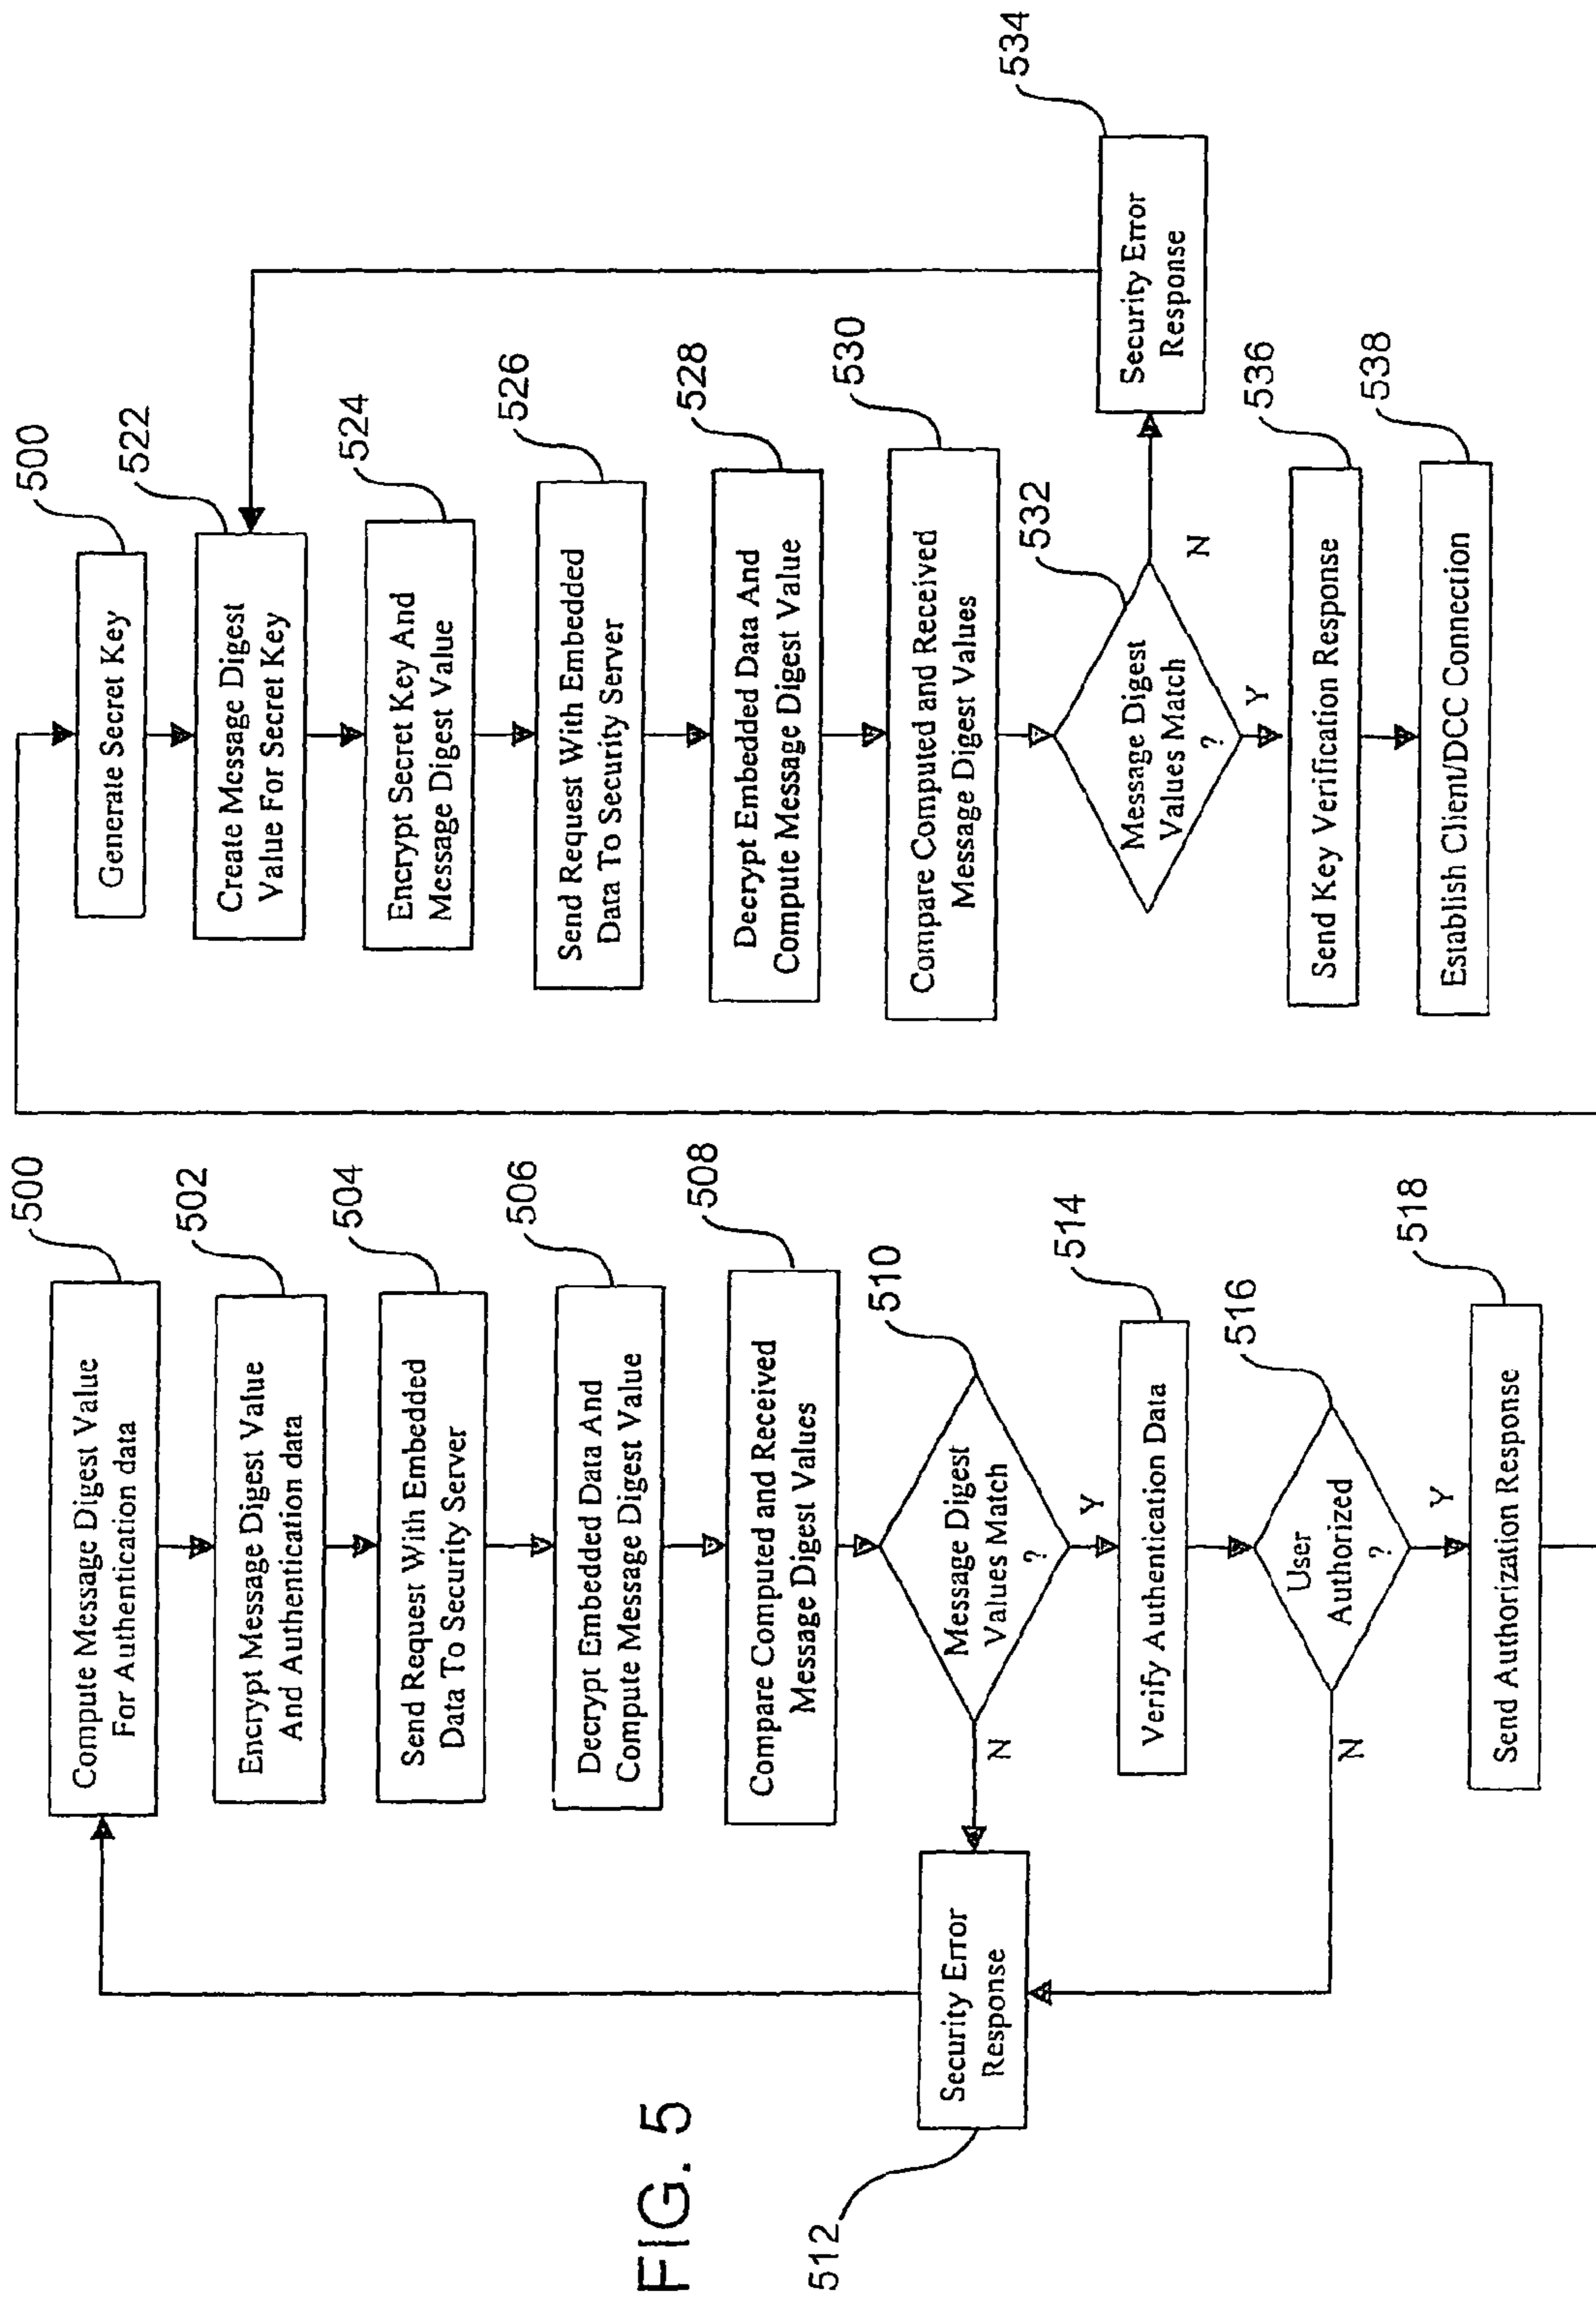 500
Compute Message Digest Value
For Authentication data
502
Encrypt Message Digest Value
And Authentication data
504
Send Request With Embedded
Data To Security Server
506
Decrypt Embedded Data And
Compute Message Digest Value
508
Compare Computed and Received
Message Digest Values
510
Message Digest
Values Match
?
N
Y
512
Security Error
Response
514
Verify Authentication Data
516
User
Authorized
?
N
Y
518
Send Authorization Response
500
Generate Secret Key
522
Create Message Digest
Value For Secret Key
524
Encrypt Secret Key And
Message Digest Value
526
Send Request With Embedded
Data To Security Server
528
Decrypt Embedded Data And
Compute Message Digest Value
530
Compare Computed and Received
Message Digest Values
532
Message Digest
Values Match
?
N
Y
534
Security Error
Response
536
Send Key Verification Response
538
Establish Client/DCC Connection
FIG. 5